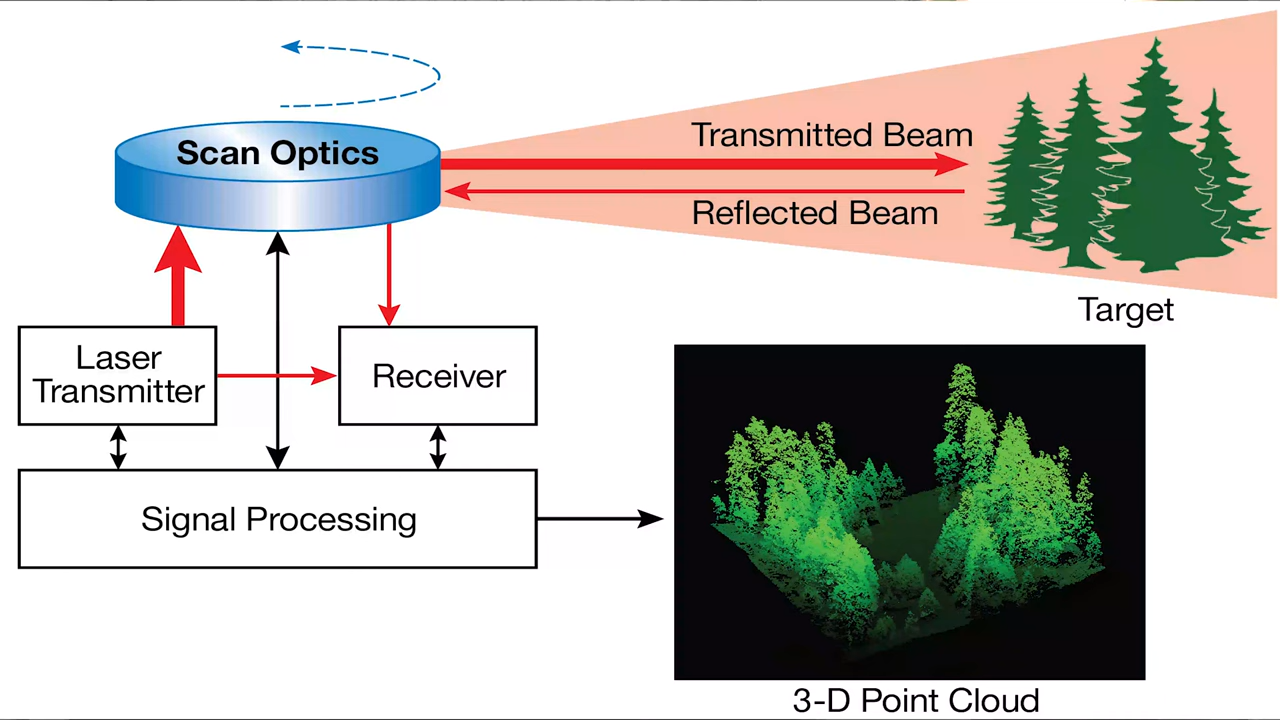 Scan Optics
Transmitted Beam
Reflected Beam
Target
Laser
Transmitter
Receiver
Signal Processing
3-D Point Cloud